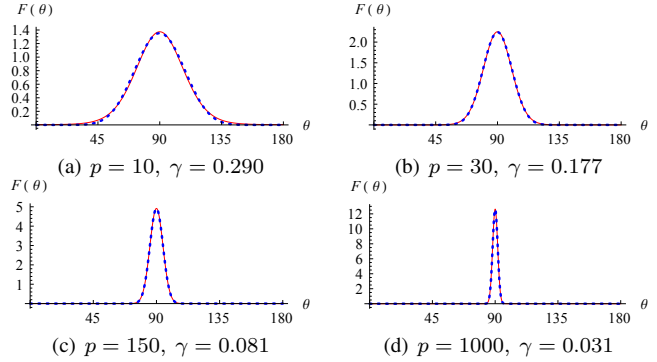 F(θ)
1.4
1.2
1.0
0.8
0.6
0.4
0.2
45 90 135 180 θ
(a) p = 10, γ = 0.290
F(θ)
2.0
1.5
1.0
0.5
45 90 135 180 θ
(b) p = 30, γ = 0.177
F(θ)
5
4
3
2
1
45 90 135 180 θ
(c) p = 150, γ = 0.081
F(θ)
12
10
8
6
4
2
45 90 135 180 θ
(d) p = 1000, γ = 0.031